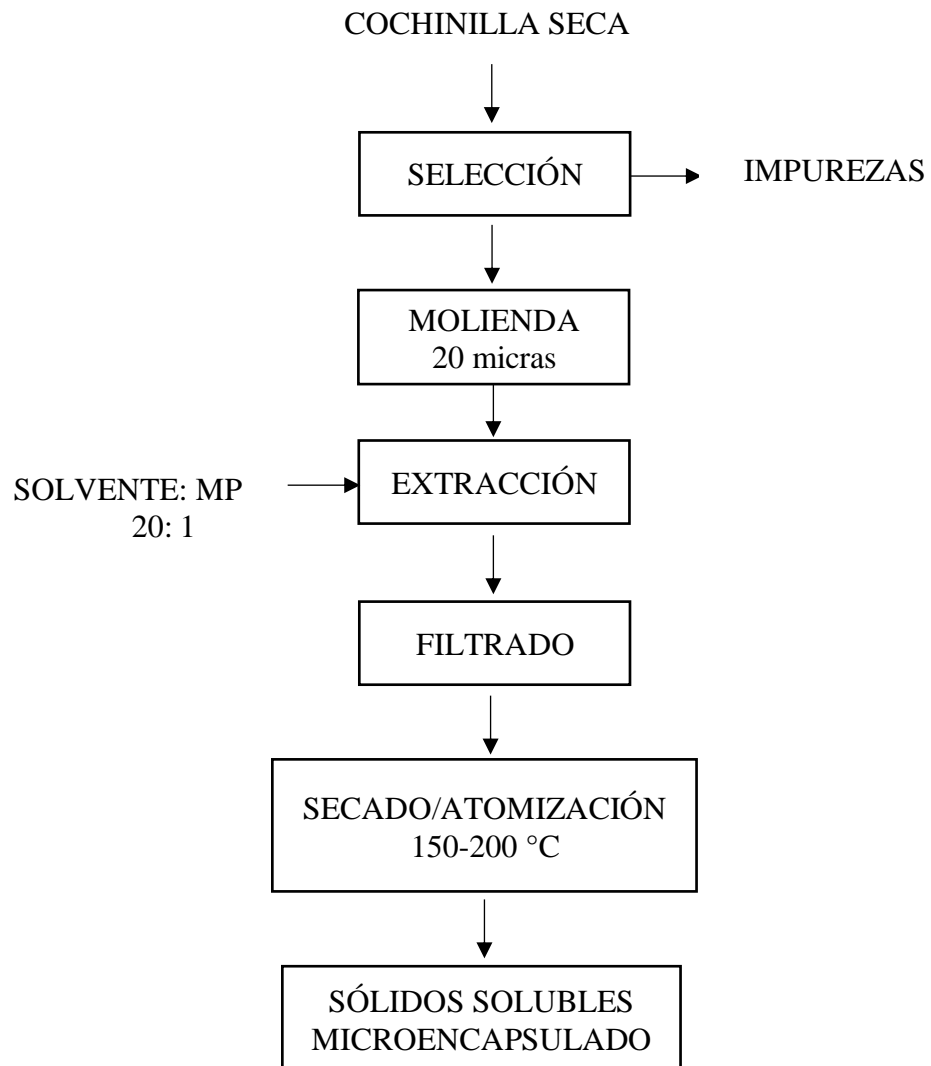 COCHINILLA SECA
SELECCIÓN
IMPUREZAS
MOLIENDA
20 micras
SOLVENTE: MP
20: 1
EXTRACCIÓN
FILTRADO
SECADO/ATOMIZACIÓN
150-200 °C
SÓLIDOS SOLUBLES
MICROENCAPSULADO